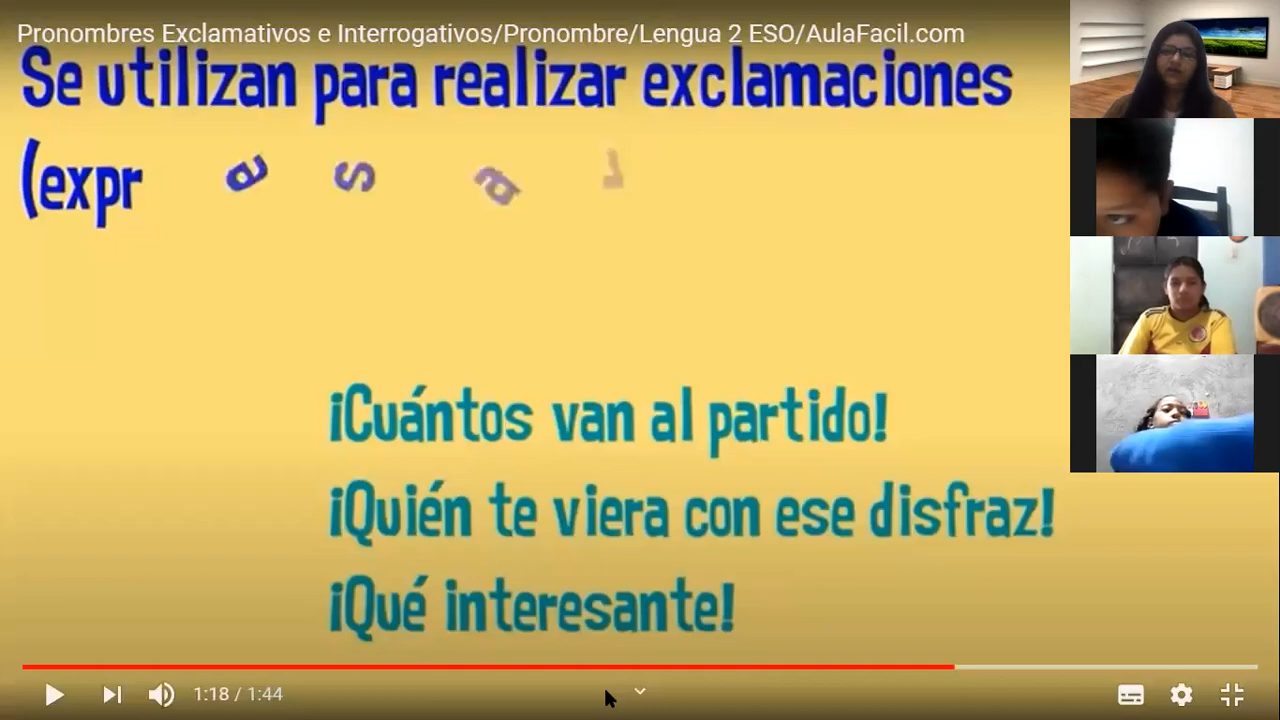 Pronombres Exclamativos e Interrogativos/Pronombre/Lengua 2 ESO/AulaFacil.com
Se utilizan para realizar exclamaciones
(expr e s a r
¡Cuántos van al partido!
¡Quién te viera con ese disfraz!
¡Qué interesante!
1:18 / 1:44